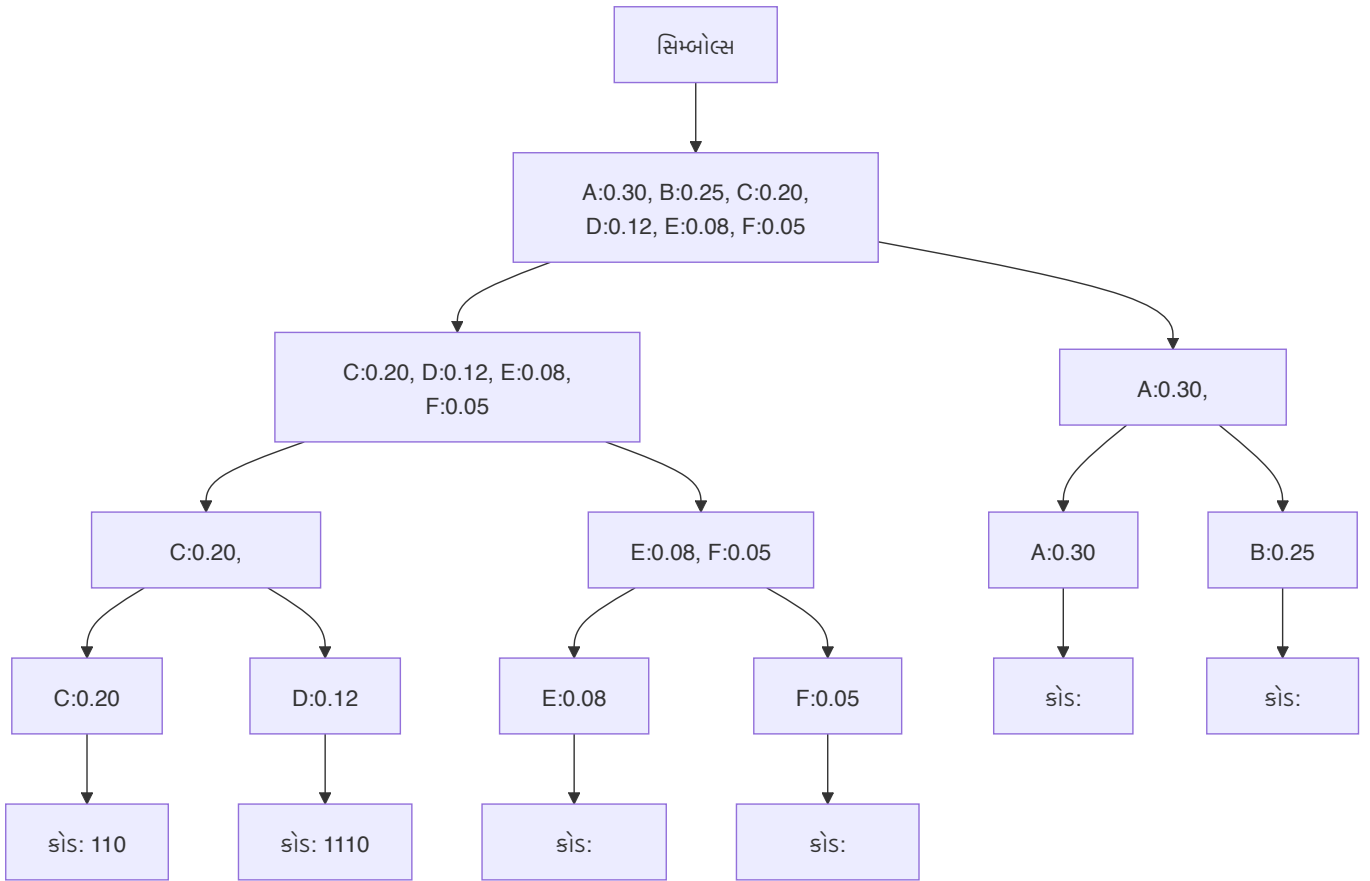 સિમ્બોલ્સ
A:0.30, B:0.25, C:0.20,
D:0.12, E:0.08, F:0.05
C:0.20, D:0.12, E:0.08,
F:0.05
A:0.30,
C:0.20,
E:0.08, F:0.05
A:0.30
B:0.25
C:0.20
D:0.12
E:0.08
F:0.05
કોડ:
કોડ:
કોડ: 110
કોડ: 1110
કોડ:
કોડ: